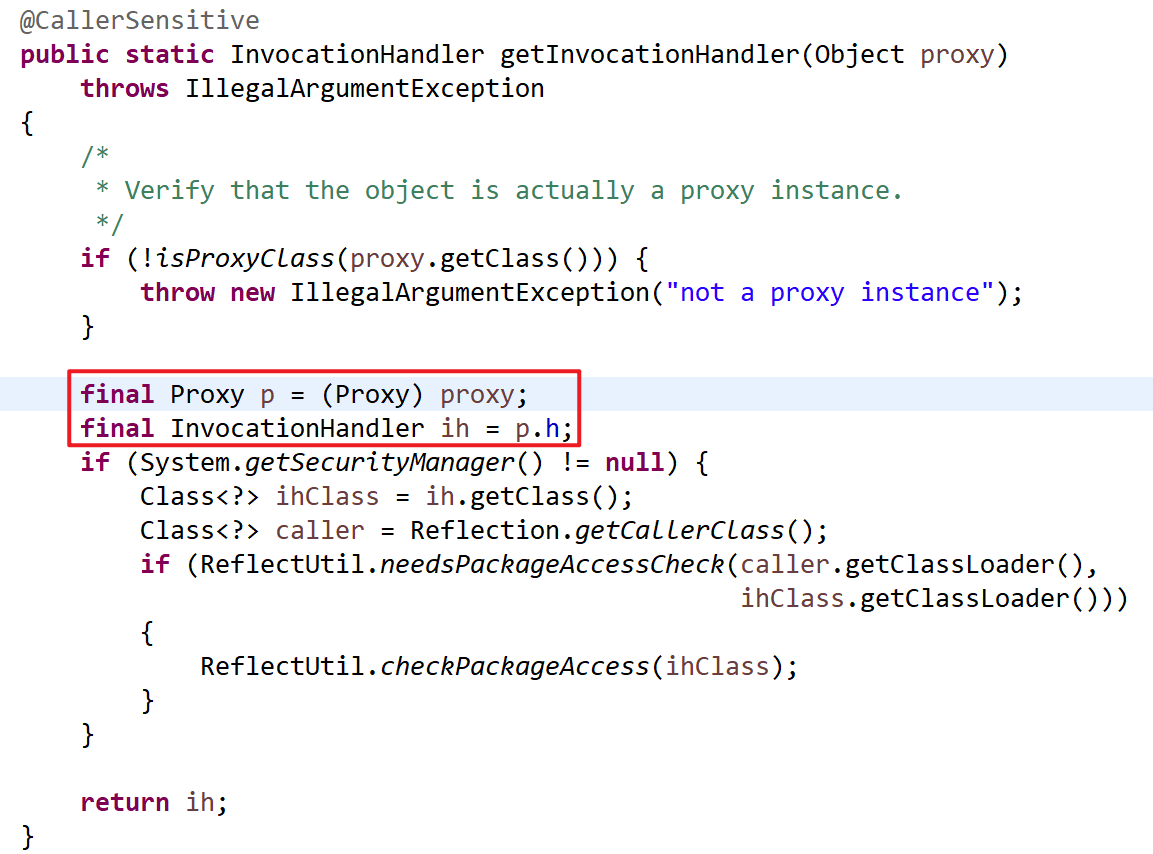 @CallerSensitive
public static InvocationHandler getInvocationHandler(Object proxy)
    throws IllegalArgumentException
{
    /*
     * Verify that the object is actually a proxy instance.
     */
    if (!isProxyClass(proxy.getClass())) {
        throw new IllegalArgumentException("not a proxy instance");
    }

    final Proxy p = (Proxy) proxy;
    final InvocationHandler ih = p.h;
    if (System.getSecurityManager() != null) {
        Class<?> ihClass = ih.getClass();
        Class<?> caller = Reflection.getCallerClass();
        if (ReflectUtil.needsPackageAccessCheck(caller.getClassLoader(),
                                                ihClass.getClassLoader()))
        {
            ReflectUtil.checkPackageAccess(ihClass);
        }
    }

    return ih;
}